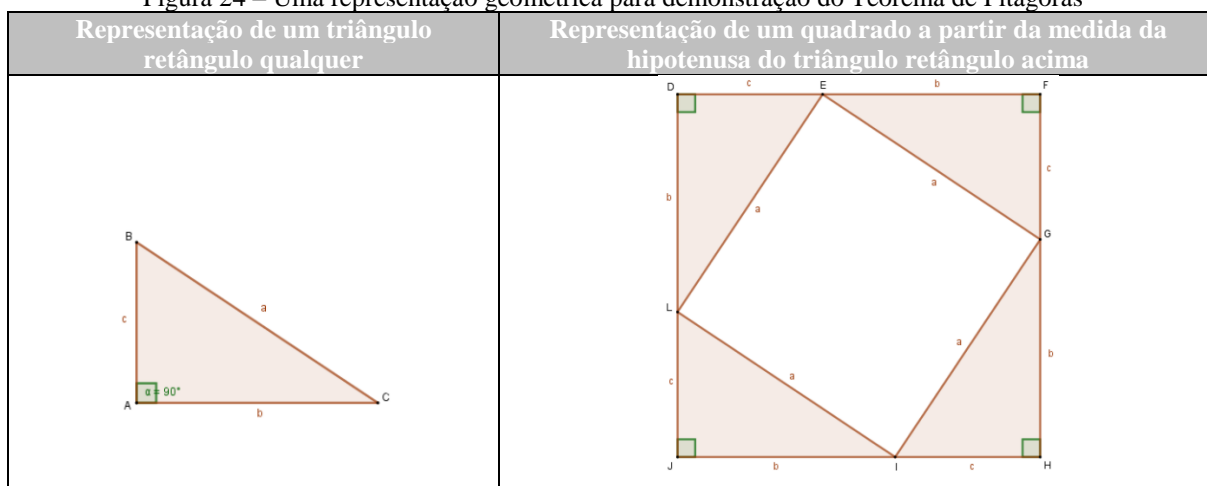 Figura 24 – Uma representação geométrica para demonstração do Teorema de Pitágoras
Representação de um triângulo
retângulo qualquer
Representação de um quadrado a partir da medida da
hipotenusa do triângulo retângulo acima
B
c
a
α = 90°
A
b
C
D
c
E
b
F
b
a
a
c
G
L
c
a
a
b
J
b
I
c
H